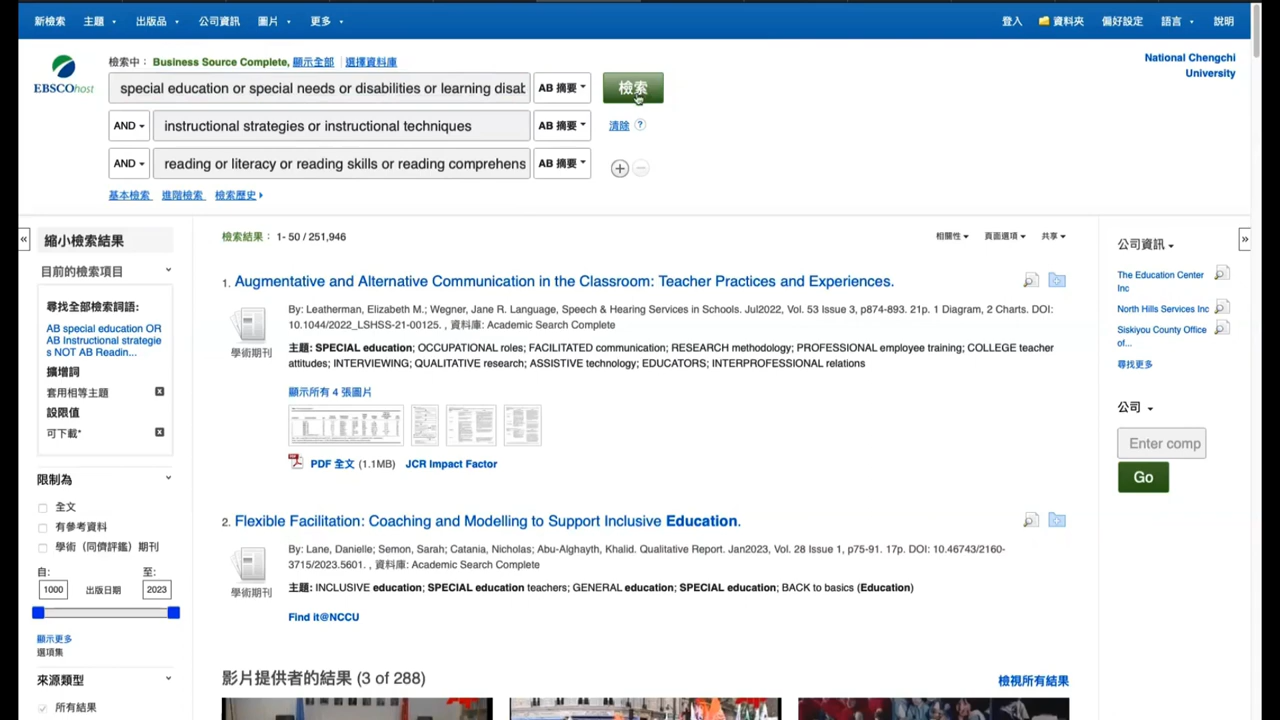 新檢索 主題 出版品 公司資訊 圖片 更多 登入 資料夾 偏好設定 語言 說明
檢索中： Business Source Complete, 顯示全部 選擇資料庫
National Chengchi
University
EBSCOhost
special education or special needs or disabilities or learning disab AB 摘要 檢索
AND instructional strategies or instructional techniques AB 摘要 清除 ?
AND reading or literacy or reading skills or reading comprehens AB 摘要
基本檢索 進階檢索 檢索歷史
«
縮小檢索結果
目前的檢索項目
尋找全部檢索詞語:
AB special education OR
AB Instructional strategie
s NOT AB Readin...
擴增詞
套用相等主題
設限值
可下載*
限制為
全文
有參考資料
學術（同儕評鑑）期刊
自: 至:
1000 出版日期 2023
顯示更多
選項集
來源類型
所有結果
檢索結果： 1- 50 / 251,946 相關性 頁面選項 共享
1. Augmentative and Alternative Communication in the Classroom: Teacher Practices and Experiences.
學術期刊
By: Leatherman, Elizabeth M.; Wegner, Jane R. Language, Speech & Hearing Services in Schools. Jul2022, Vol. 53 Issue 3, p874-893. 21p. 1 Diagram, 2 Charts. DOI:
10.1044/2022_LSHSS-21-00125. , 資料庫: Academic Search Complete
主題: SPECIAL education; OCCUPATIONAL roles; FACILITATED communication; RESEARCH methodology; PROFESSIONAL employee training; COLLEGE teacher
attitudes; INTERVIEWING; QUALITATIVE research; ASSISTIVE technology; EDUCATORS; INTERPROFESSIONAL relations
顯示所有 4 張圖片
PDF 全文 (1.1MB) JCR Impact Factor
2. Flexible Facilitation: Coaching and Modelling to Support Inclusive Education.
學術期刊
By: Lane, Danielle; Semon, Sarah; Catania, Nicholas; Abu-Alghayth, Khalid. Qualitative Report. Jan2023, Vol. 28 Issue 1, p75-91. 17p. DOI: 10.46743/2160-
3715/2023.5601. , 資料庫: Academic Search Complete
主題: INCLUSIVE education; SPECIAL education teachers; GENERAL education; SPECIAL education; BACK to basics (Education)
Find it@NCCU
影片提供者的結果 (3 of 288) 檢視所有結果
公司資訊 »
The Education Center
Inc
North Hills Services Inc
Siskiyou County Office
of...
尋找更多
公司
Enter comp
Go